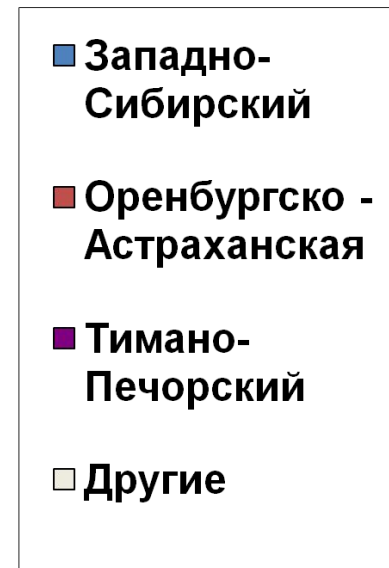 Западно-
Сибирский
Оренбургско -
Астраханская
Тимано-
Печорский
Другие